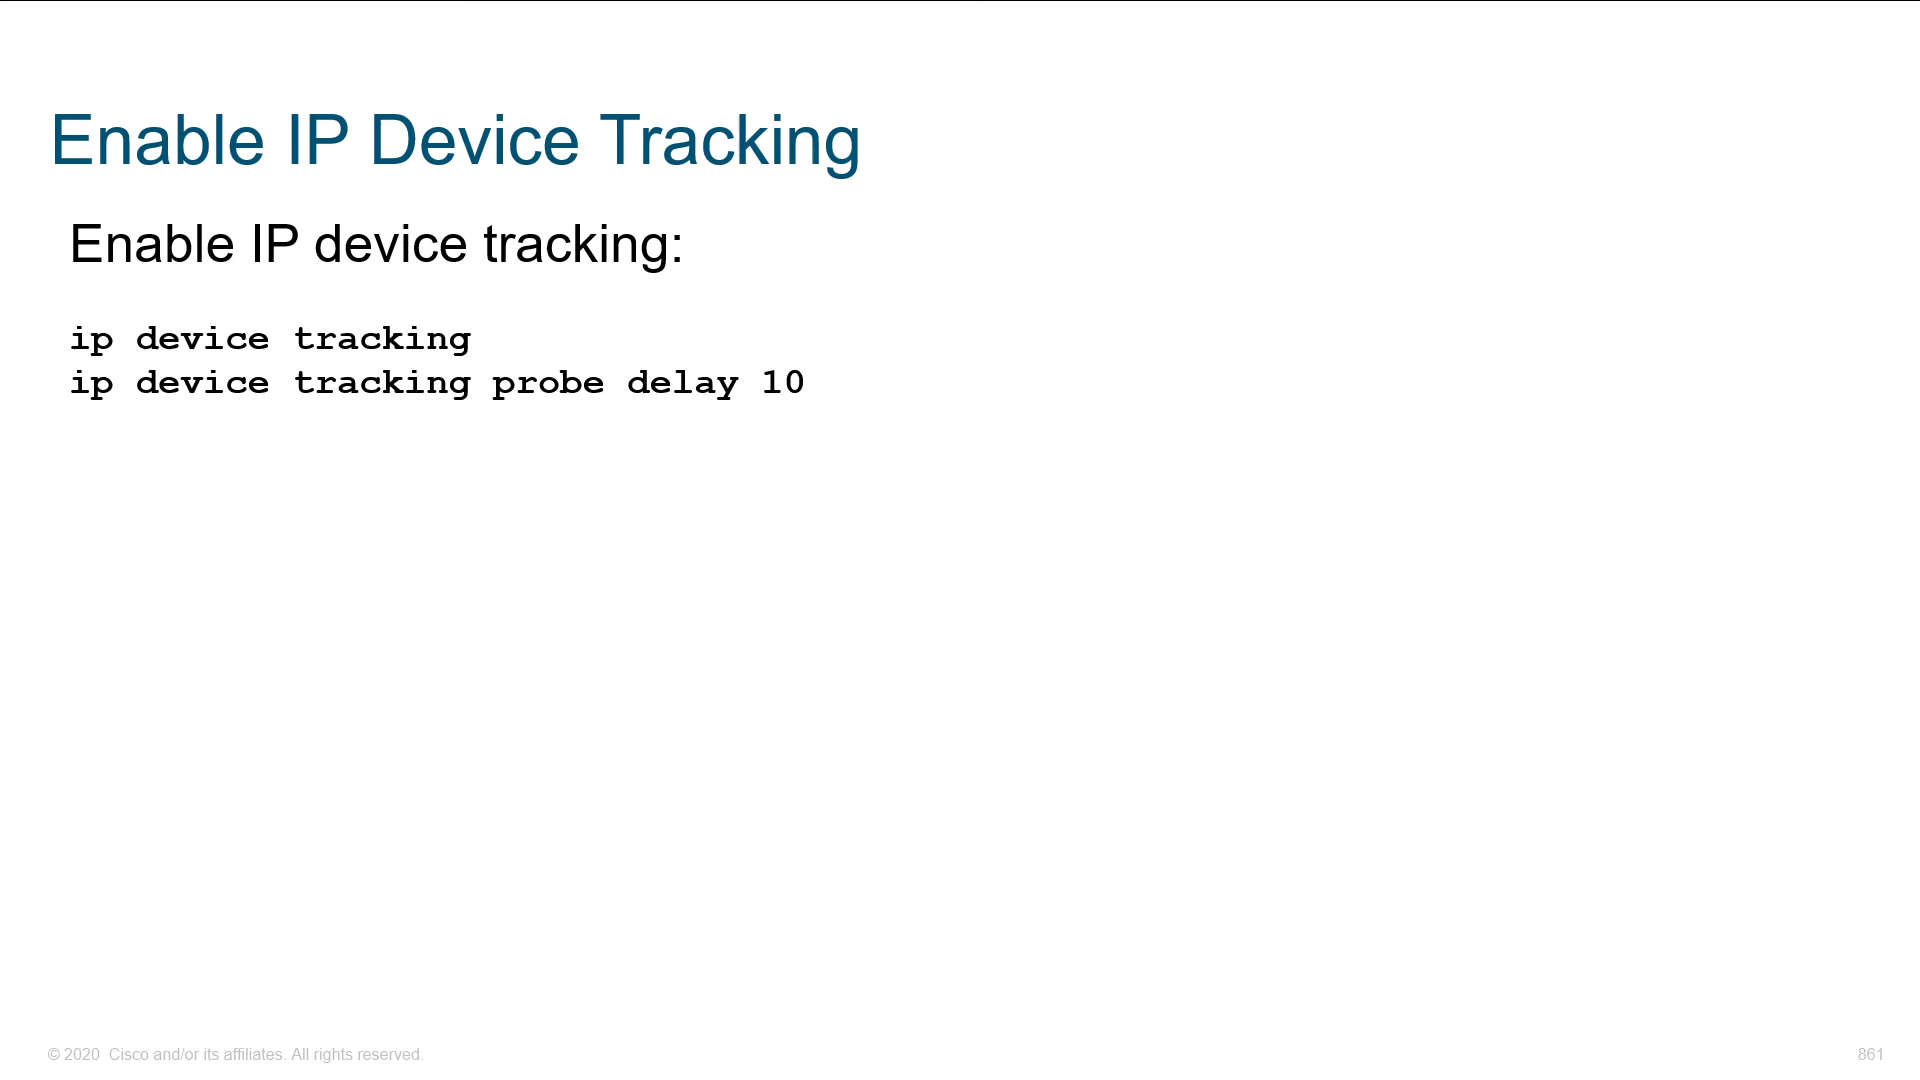 Enable IP Device Tracking
Enable IP device tracking:
ip device tracking
ip device tracking probe delay 10
© 2020  Cisco and/or its affiliates. All rights reserved.
861